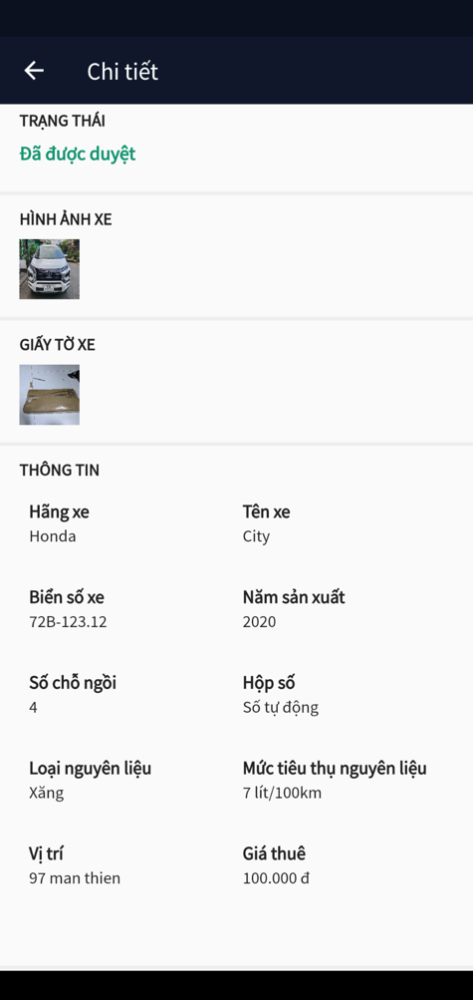 Chi tiết
TRẠNG THÁI
Đã được duyệt
HÌNH ẢNH XE
GIẤY TỜ XE
THÔNG TIN
Hãng xe
Honda
Tên xe
City
Biển số xe
72B-123.12
Năm sản xuất
2020
Số chỗ ngồi
4
Hộp số
Số tự động
Loại nguyên liệu
Xăng
Mức tiêu thụ nguyên liệu
7 lít/100km
Vị trí
97 man thien
Giá thuê
100.000 đ